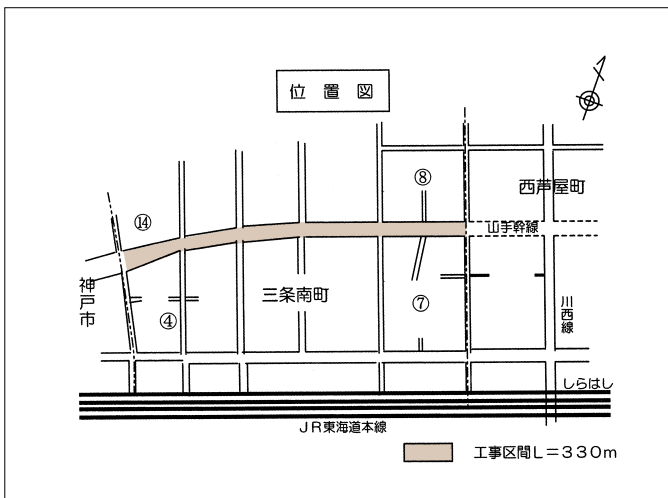 位置図
⑧
西芦屋町
⑭
山手幹線
神戸市
三条南町
川西線
④
⑦
しらはし
JR東海道本線
工事区間L=330m